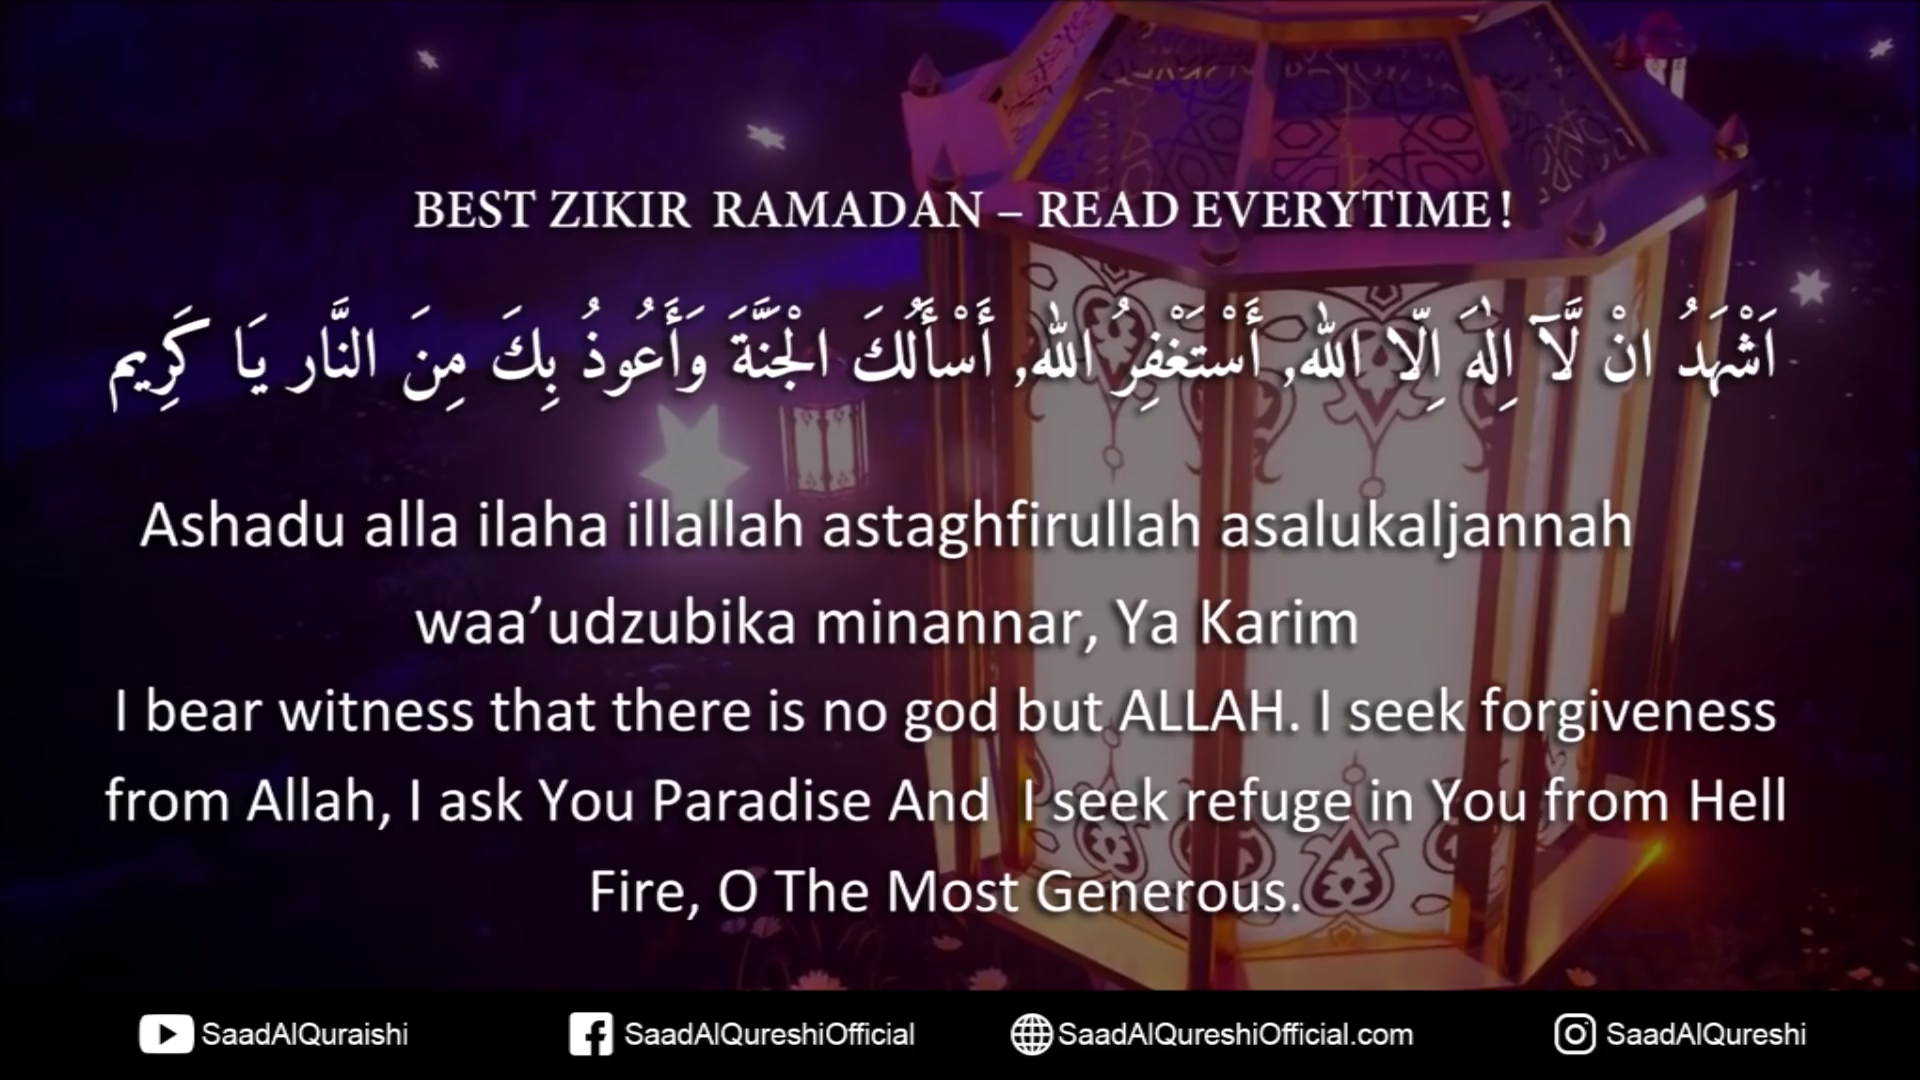 BEST ZIKIR RAMADAN – READ EVERYTIME!
اَشْهَدُ انْ لَّآ اِلٰهَ اِلّا الله, أَسْتَغْفِرُ الله, أَسْأَلُكَ الْجَنَّةَ وَأَعُوذُ بِكَ مِنَ النَّار يَا كَرِيم
Ashadu alla ilaha illallah astaghfirullah asalukaljannah
waa’udzubika minannar, Ya Karim
I bear witness that there is no god but ALLAH. I seek forgiveness
from Allah, I ask You Paradise And I seek refuge in You from Hell
Fire, O The Most Generous.
SaadAlQuraishi SaadAlQureshiOfficial SaadAlQureshiOfficial.com SaadAlQureshi